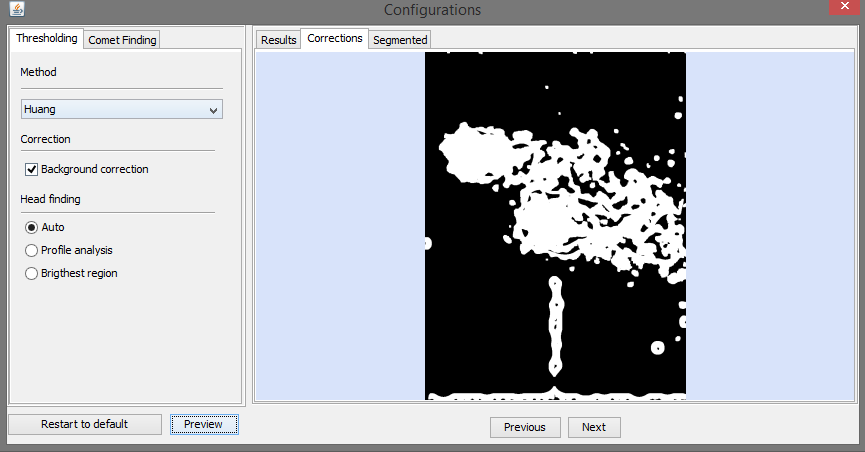 Configurations
Thresholding Comet Finding
Method
Huang
Correction
Background correction
Head finding
Auto
Profile analysis
Brigthest region
Restart to default Preview
Results Corrections Segmented
Previous Next